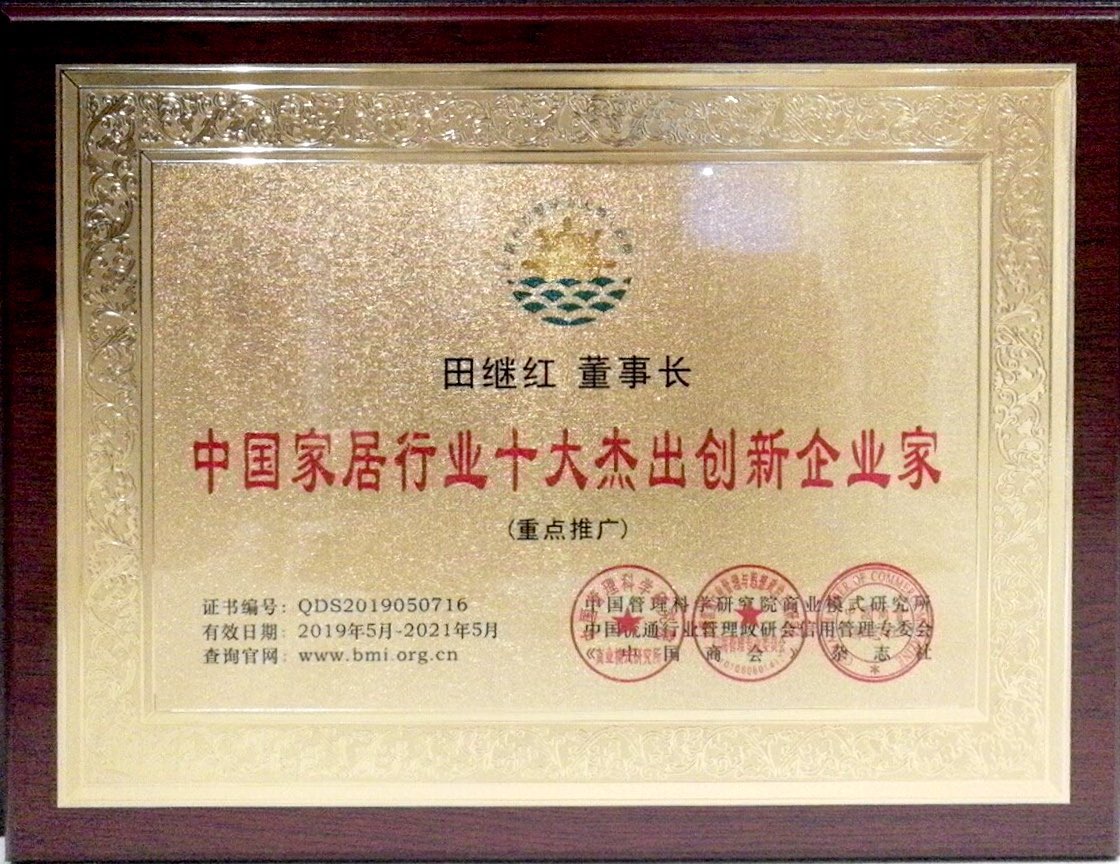 田继红 董事长
中国家居行业十大杰出创新企业家
(重点推广)
证书编号: QDS2019050716
有效日期: 2019年5月-2021年5月
查询官网: www.bmi.org.cn
中国管理科学研究院商业模式研究所
中国流通行业管理政研会信用管理专委会
《中国商会》杂志社